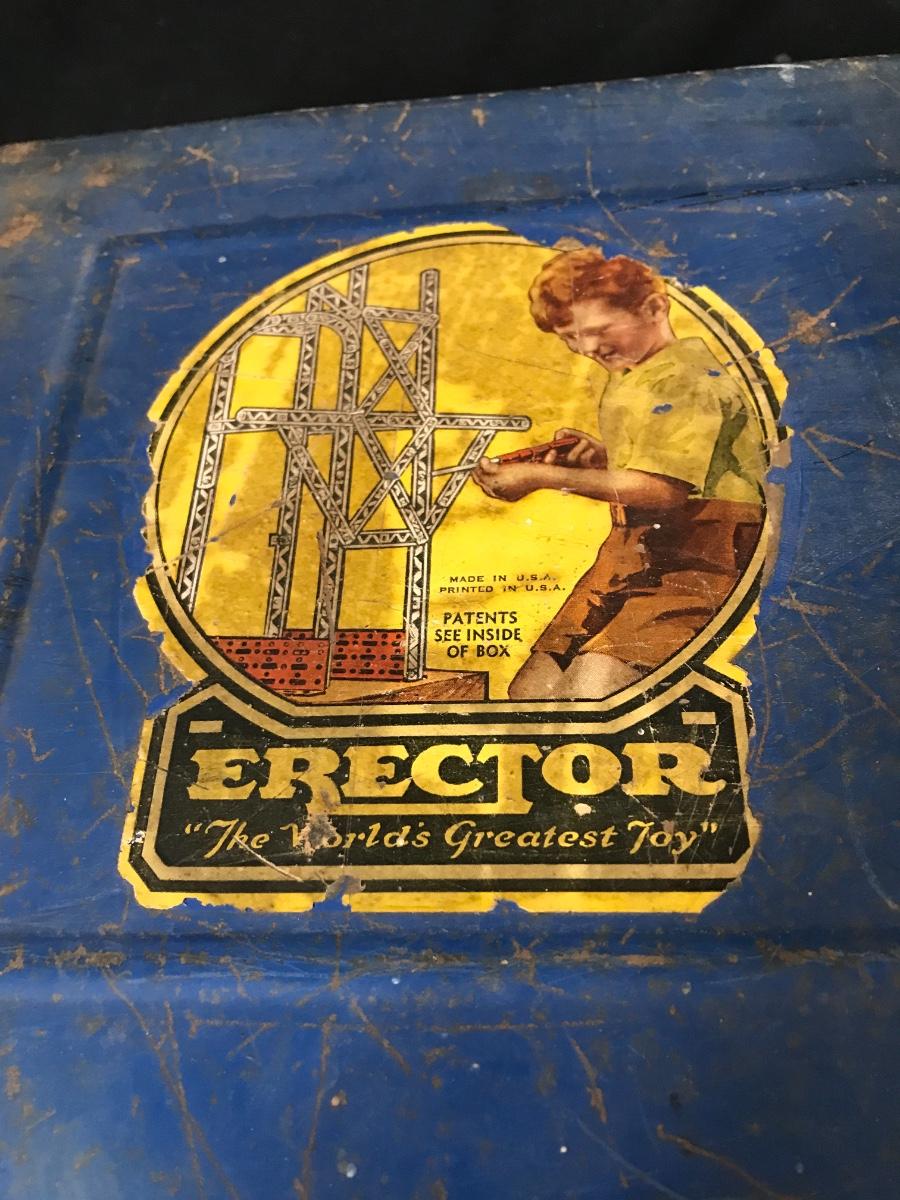 MADE IN U.S.A.
PRINTED IN U.S.A.
PATENTS
SEE INSIDE
OF BOX
ERECTOR
"The World's Greatest Toy"